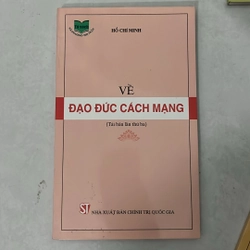 HỒ CHÍ MINH
VỀ
ĐẠO ĐỨC CÁCH MẠNG
(Tái bản lần thứ ba)
NHÀ XUẤT BẢN CHÍNH TRỊ QUỐC GIA